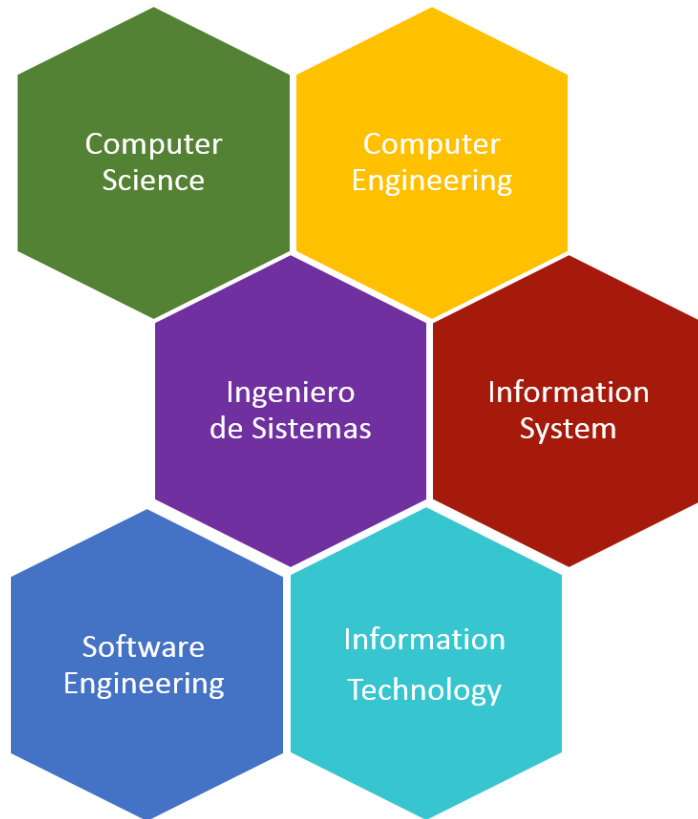 Computer
Science
Computer
Engineering
Ingeniero
de Sistemas
Information
System
Software
Engineering
Information
Technology